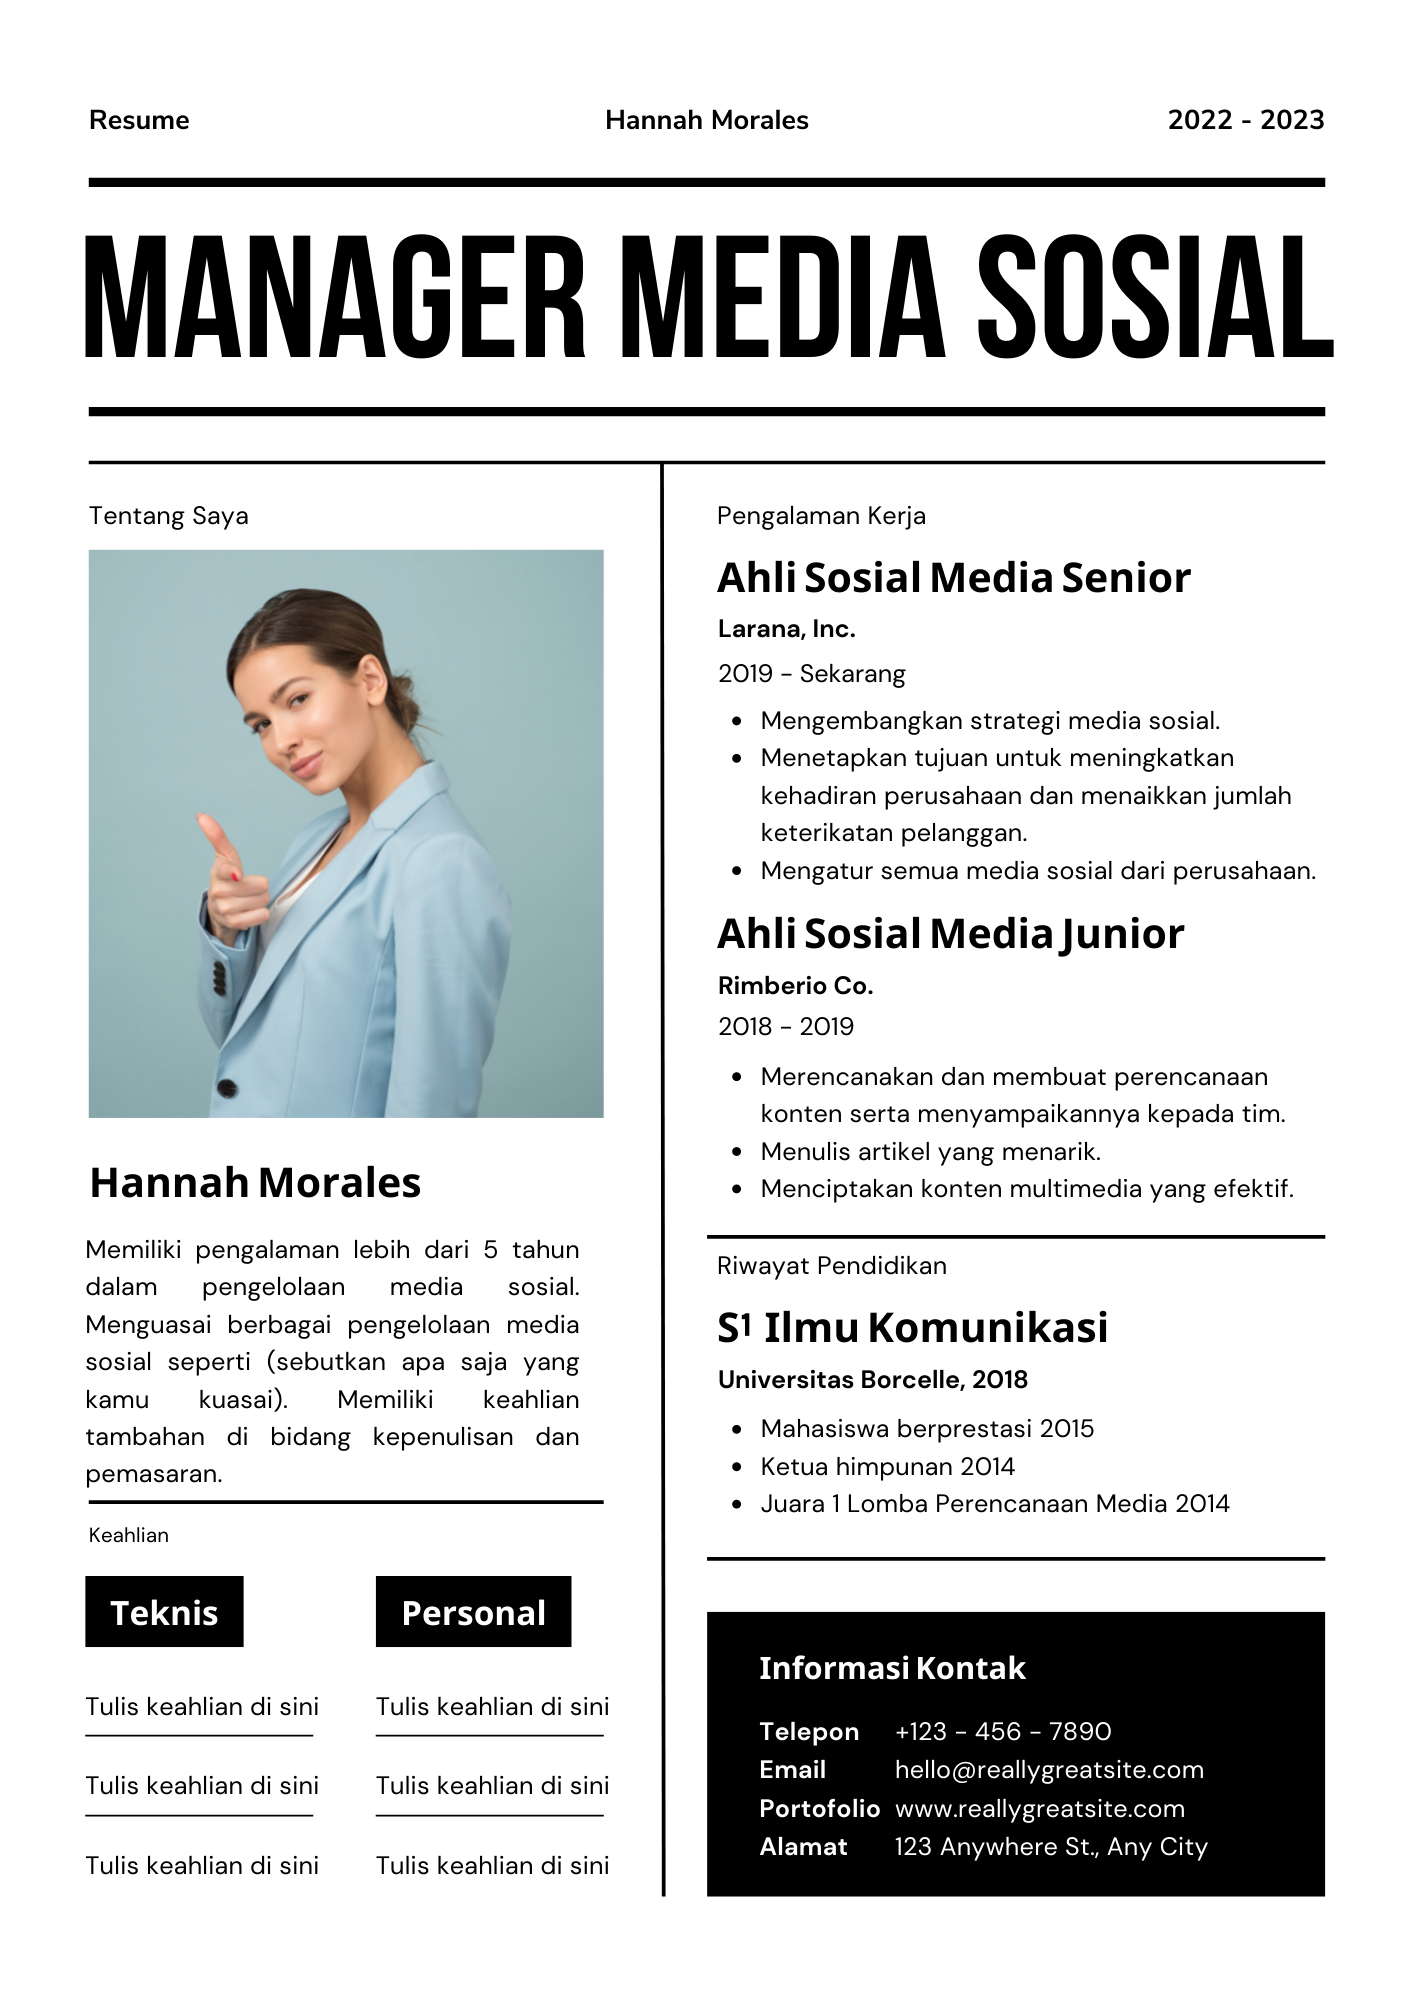 Resume
Hannah Morales
2022 - 2023
MANAGER MEDIA SOSIAL
Tentang Saya
Hannah Morales
Memiliki pengalaman lebih dari 5 tahun
dalam pengelolaan media sosial.
Menguasai berbagai pengelolaan media
sosial seperti (sebutkan apa saja yang
kamu kuasai). Memiliki keahlian
tambahan di bidang kepenulisan dan
pemasaran.
Keahlian
Teknis
Tulis keahlian di sini
Tulis keahlian di sini
Tulis keahlian di sini
Personal
Tulis keahlian di sini
Tulis keahlian di sini
Tulis keahlian di sini
Pengalaman Kerja
Ahli Sosial Media Senior
Larana, Inc.
2019 - Sekarang
• Mengembangkan strategi media sosial.
• Menetapkan tujuan untuk meningkatkan
kehadiran perusahaan dan menaikkan jumlah
keterikatan pelanggan.
• Mengatur semua media sosial dari perusahaan.
Ahli Sosial Media Junior
Rimberio Co.
2018 - 2019
• Merencanakan dan membuat perencanaan
konten serta menyampaikannya kepada tim.
• Menulis artikel yang menarik.
• Menciptakan konten multimedia yang efektif.
Riwayat Pendidikan
S1 Ilmu Komunikasi
Universitas Borcelle, 2018
• Mahasiswa berprestasi 2015
• Ketua himpunan 2014
• Juara 1 Lomba Perencanaan Media 2014
Informasi Kontak
Telepon +123 - 456 - 7890
Email hello@reallygreatsite.com
Portofolio www.reallygreatsite.com
Alamat 123 Anywhere St., Any City